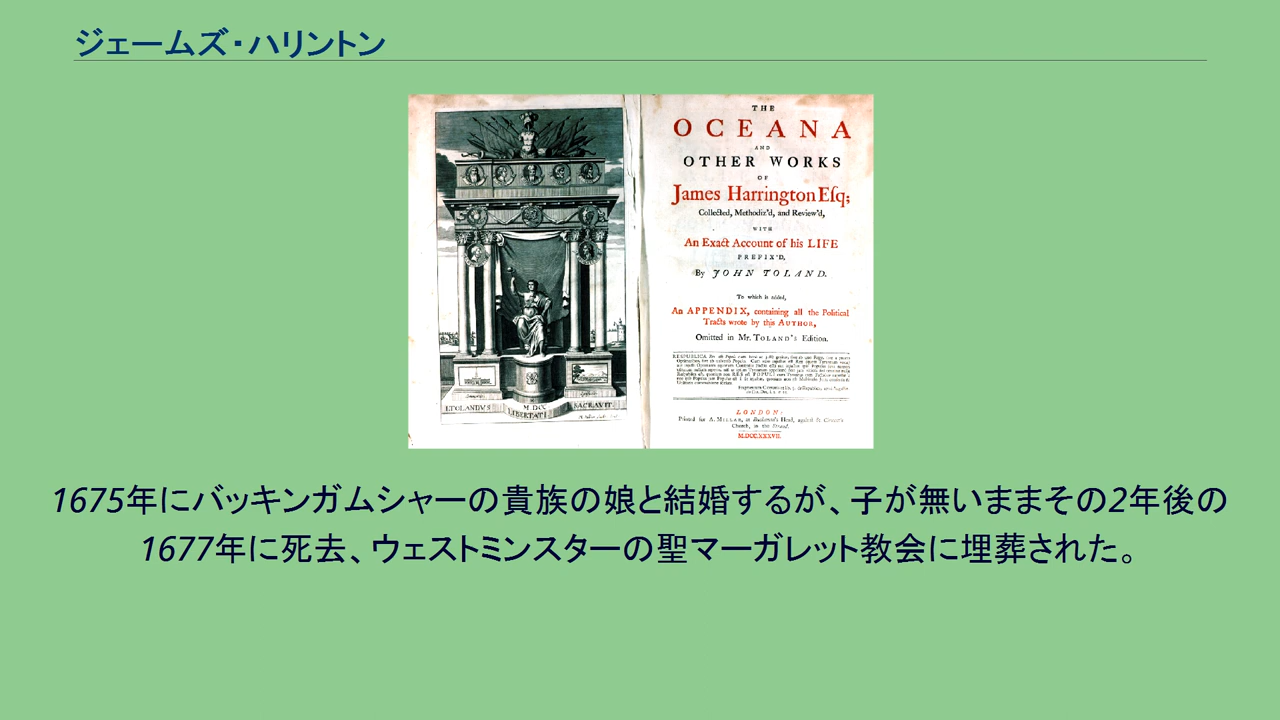 ジェームズ・ハリントン
THE
OCEANA
AND
OTHER WORKS
OF
James Harrington Esq;
Collected, Methodiz'd, and Review'd,
WITH
An Exact Account of his LIFE
PREFIX'D,
By JOHN TOLAND.
To which is added,
An APPENDIX, containing all the Political
Tracts wrote by this AUTHOR,
Omitted in Mr. TOLAND's Edition.
LONDON:
Printed for A. MILLAR, at Buchanan's Head, against St. Clement's
Church, in the Strand.
M.DCC.XXXVII.
I.TOLANDVS
LIBERTATI
SACRAVIT.
1675年にバッキンガムシャーの貴族の娘と結婚するが、子が無いままその2年後の
1677年に死去、ウェストミンスターの聖マーガレット教会に埋葬された。